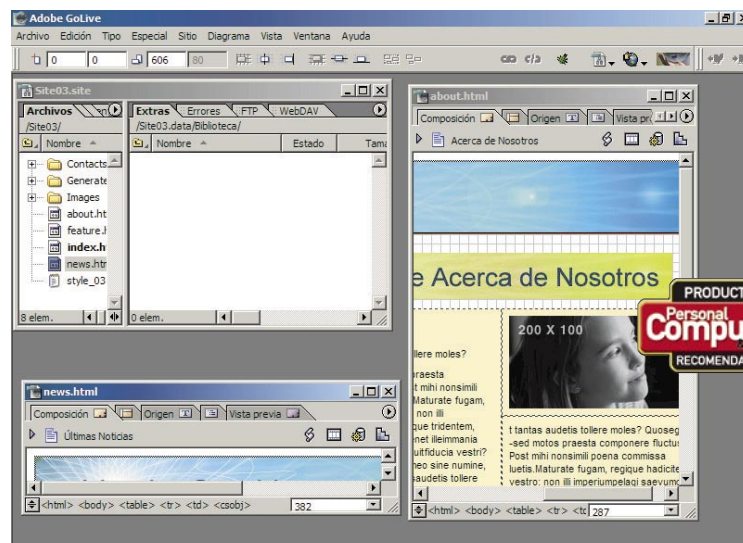 Adobe GoLive
Archivo Edición Tipo Especial Sitio Diagrama Vista Ventana Ayuda
0 0 606 80 c/a
Site03.site
Archivos
/Site03/
Nombre
Contacts
Generate
Images
about.ht
feature.h
index.h
news.htm
style_03
8 elem.
Extras Errores FTP WebDAV
/Site03.data/Biblioteca/
Nombre Estado Tama
0 elem.
about.html
Composición Origen Vista pr
Acerca de Nosotros
e Acerca de Nosotros
llere moles?
praesta
t mihi nonsimili
Maturate fugam,
non illi
que tridentem,
net illeimmania
uitfiducia vestri?
neo sine numine,
saudetis tollere
200 X 100
t tantas audetis tollere moles? Quoseg
-sed motos praesta componere fluctu
Post mihi nonsimili poena commissa
luetis.Maturate fugam, regique hadicite
vestro: non illi imperiumpelagi saevum
<html> <body> <table> <tr> <tc 287
PRODUCT
Personal
Compu
RECOMENDA
news.html
Composición Origen Vista previa
Últimas Noticias
<html> <body> <table> <tr> <td> <csobj> 382